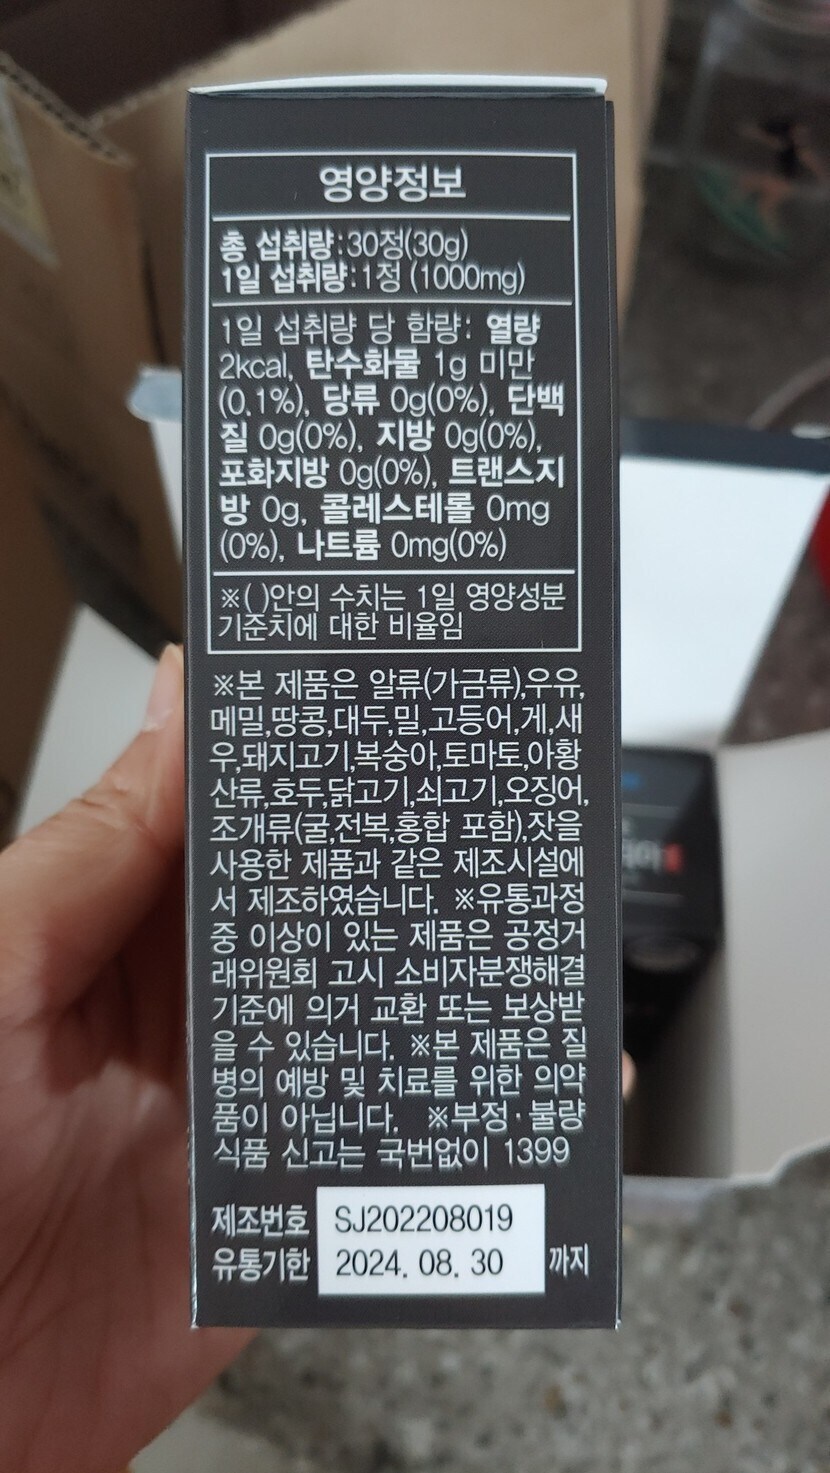 영양정보
총 섭취량:30정(30g)
1일 섭취량:1정 (1000mg)
1일 섭취량 당 함량: 열량
2kcal, 탄수화물 1g 미만
(0.1%), 당류 0g(0%), 단백
질 0g(0%), 지방 0g(0%),
포화지방 0g(0%), 트랜스지
방 0g, 콜레스테롤 0mg
(0%), 나트륨 0mg(0%)
※( )안의 수치는 1일 영양성분
기준치에 대한 비율임
※본 제품은 알류(가금류),우유,
메밀,땅콩,대두,밀,고등어,게,새
우,돼지고기,복숭아,토마토,아황
산류,호두,닭고기,쇠고기,오징어,
조개류(굴,전복,홍합 포함),잣을
사용한 제품과 같은 제조시설에
서 제조하였습니다. ※유통과정
중 이상이 있는 제품은 공정거
래위원회 고시 소비자분쟁해결
기준에 의거 교환 또는 보상받
을 수 있습니다. ※본 제품은 질
병의 예방 및 치료를 위한 의약
품이 아닙니다. ※부정·불량
식품 신고는 국번없이 1399
제조번호 SJ202208019
유통기한 2024. 08. 30 까지